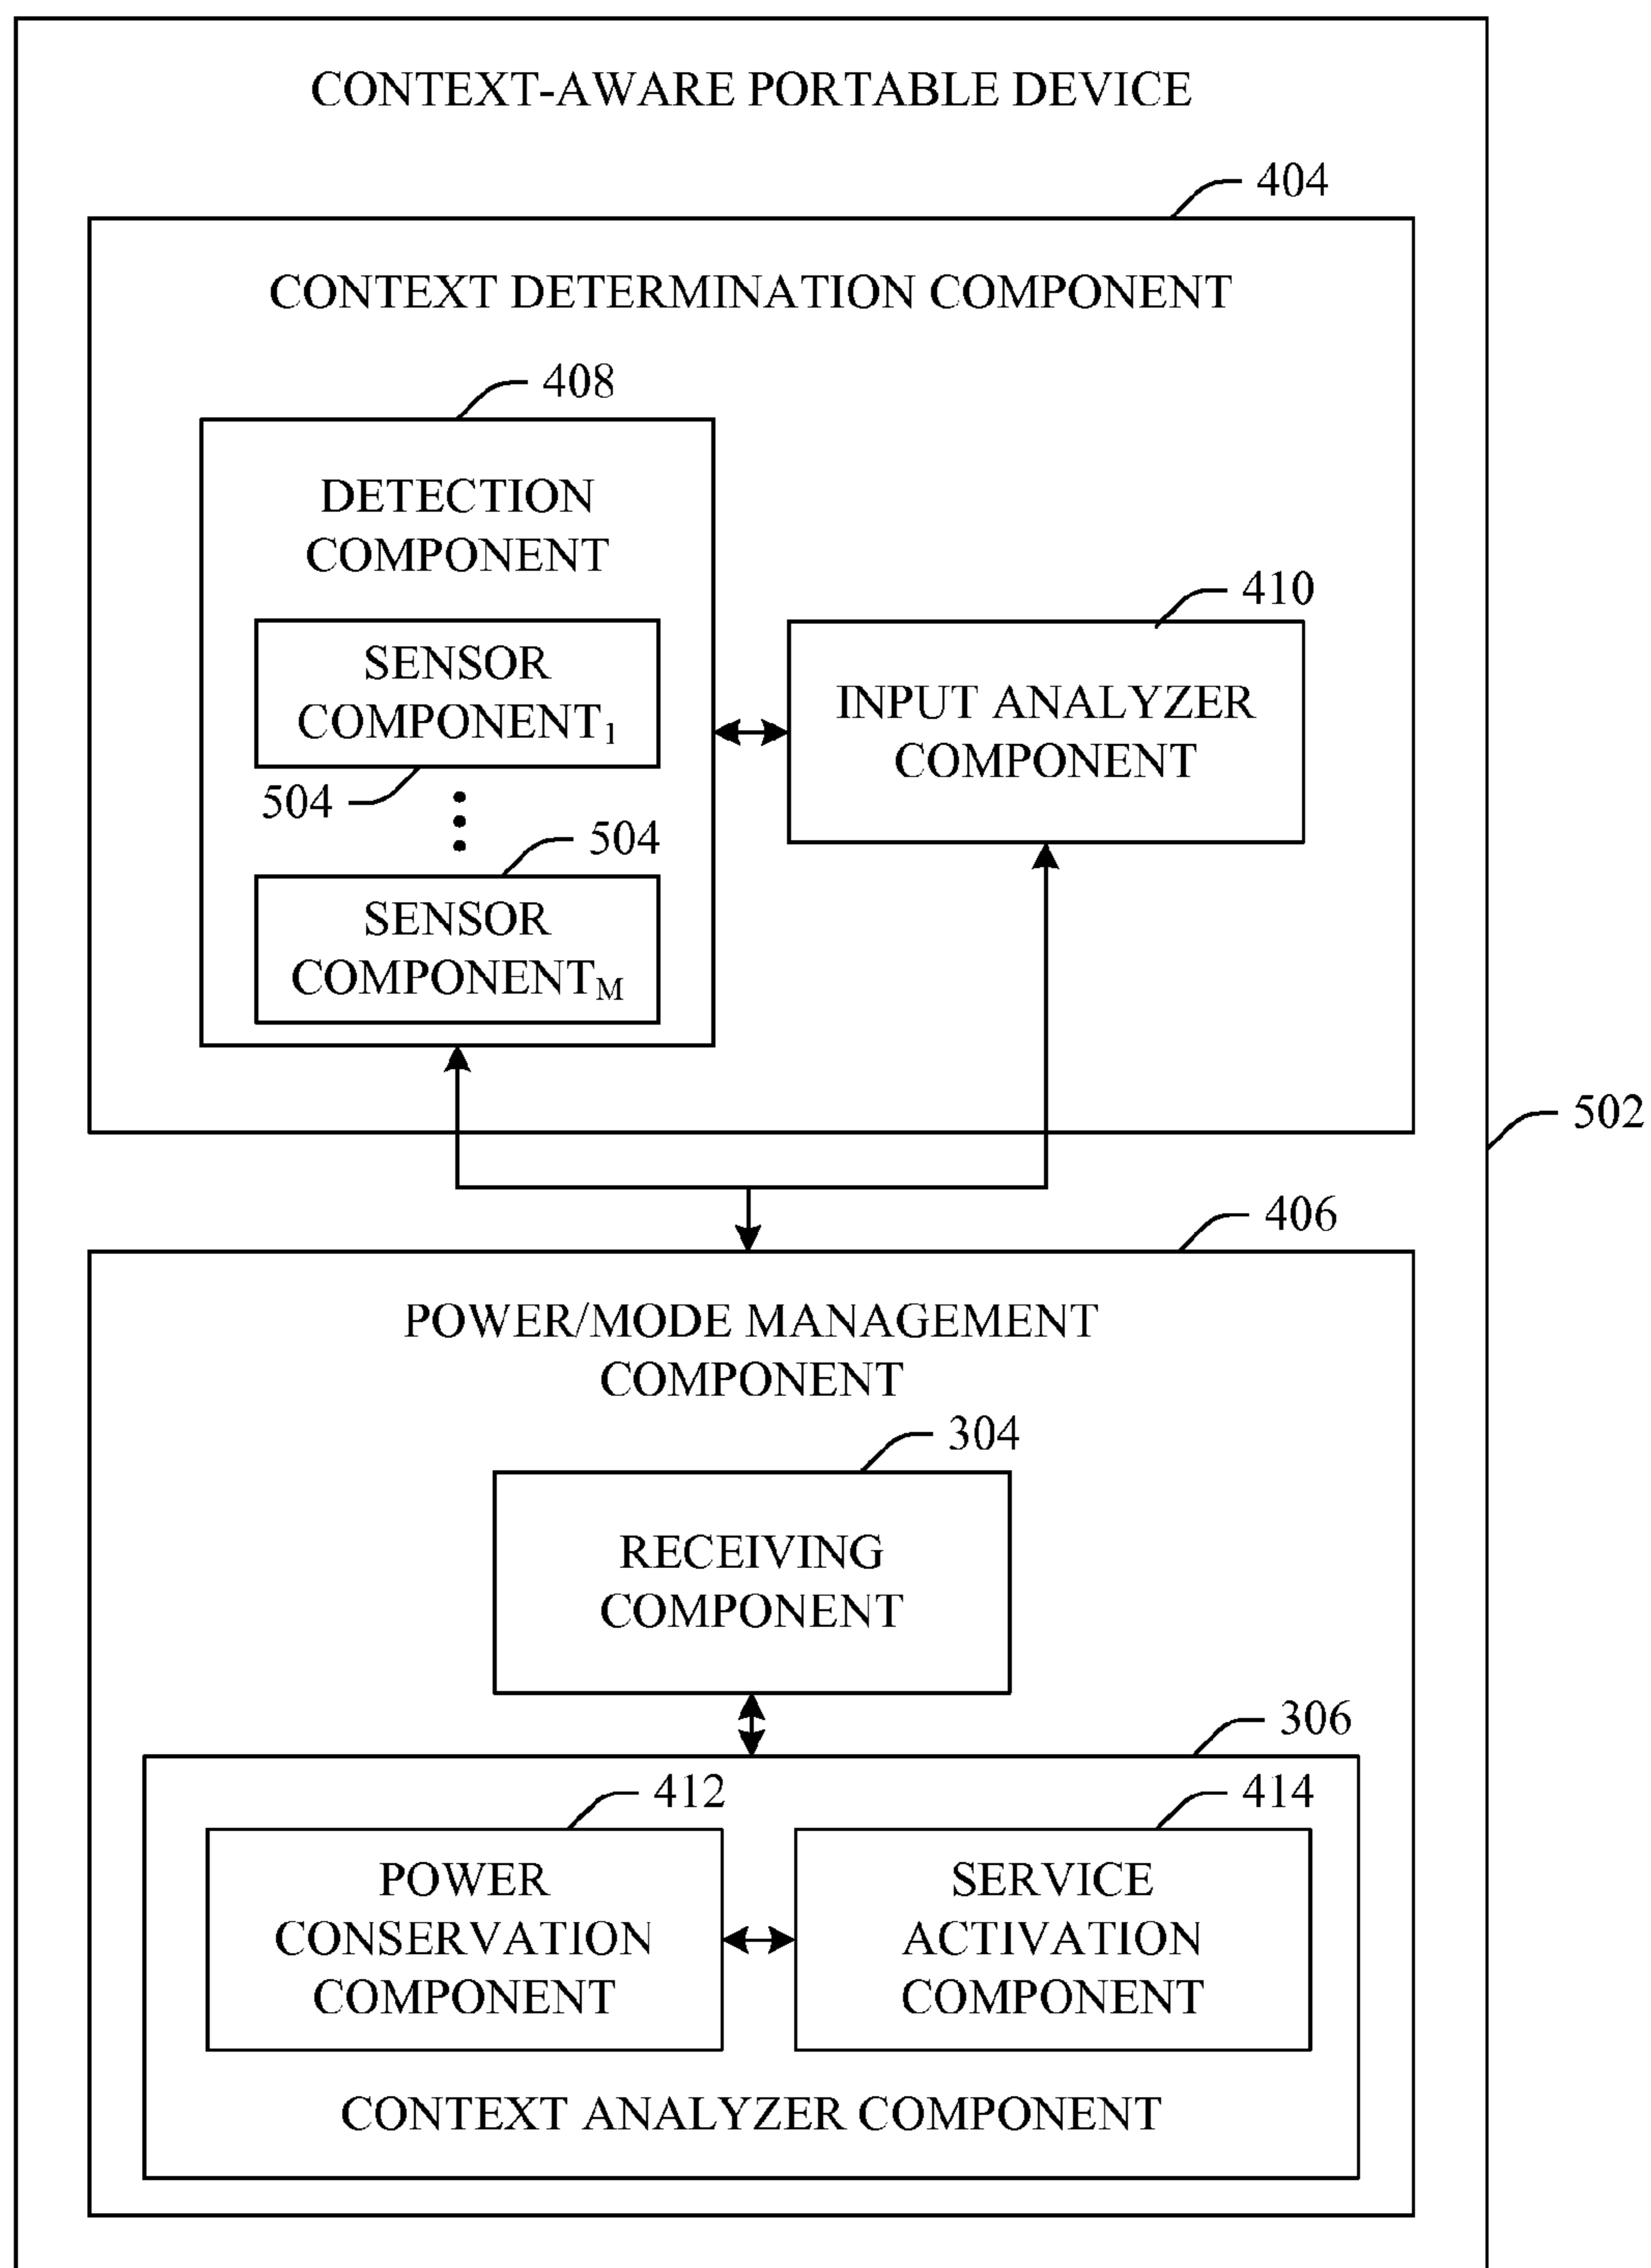 CONTEXT-AWARE PORTABLE DEVICE
404
CONTEXT DETERMINATION COMPONENT
408
DETECTION
COMPONENT
410
SENSOR
COMPONENT1
INPUT ANALYZER
COMPONENT
504
504
SENSOR
COMPONENTM
502
406
POWER/MODE MANAGEMENT
COMPONENT
304
RECEIVING
COMPONENT
306
412
414
POWER
CONSERVATION
COMPONENT
SERVICE
ACTIVATION
COMPONENT
CONTEXT ANALYZER COMPONENT